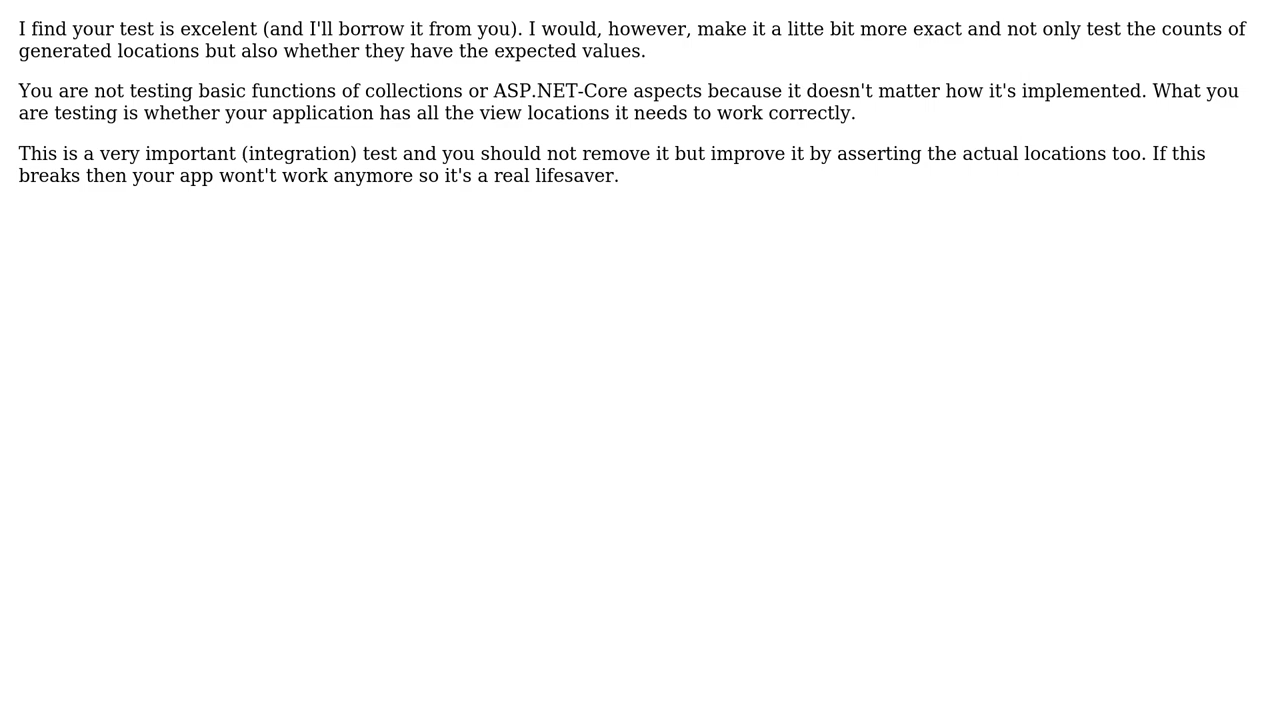 I find your test is excelent (and I'll borrow it from you). I would, however, make it a litte bit more exact and not only test the counts of
generated locations but also whether they have the expected values.
You are not testing basic functions of collections or ASP.NET-Core aspects because it doesn't matter how it's implemented. What you
are testing is whether your application has all the view locations it needs to work correctly.
This is a very important (integration) test and you should not remove it but improve it by asserting the actual locations too. If this
breaks then your app wont't work anymore so it's a real lifesaver.